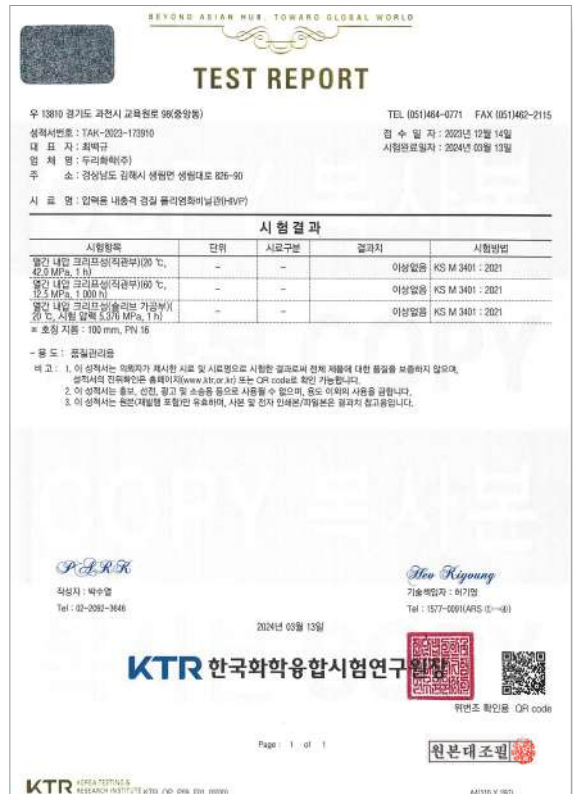 BEYOND ASIAN HUB, TOWARD GLOBAL WORLD
TEST REPORT
우 13810 경기도 과천시 교육원로 98(중앙동)
TEL (051)464-0771 FAX (051)462-2115
성적서번호 : TAK-2023-173910
접 수 일 자 : 2023년 12월 14일
대 표 자 : 최백규
시험완료일자 : 2024년 03월 13일
업 체 명 : 두리화학(주)
주 소 : 경상남도 김해시 생림면 생림대로 826-90
시 료 명 : 압력용 내충격 경질 폴리염화비닐관(HIVP)
시 험 결 과
시험항목 단위 시료구분 결과치 시험방법
열간 내압 크리프성(직관부)(20 ℃, 42.0 MPa, 1 h) - - 이상없음 KS M 3401 : 2021
열간 내압 크리프성(직관부)(60 ℃, 12.5 MPa, 1 000 h) - - 이상없음 KS M 3401 : 2021
열간 내압 크리프성(슬리브 가공부)(20 ℃, 시험 압력 5.376 MPa, 1 h) - - 이상없음 KS M 3401 : 2021
※ 호칭 지름 : 100 mm, PN 16
- 용 도 : 품질관리용
비 고 : 1. 이 성적서는 의뢰자가 제시한 시료 및 시료명으로 시험한 결과로써 전체 제품에 대한 품질을 보증하지 않으며,
성적서의 진위확인은 홈페이지(www.ktr.or.kr) 또는 QR code로 확인 가능합니다.
2. 이 성적서는 홍보, 선전, 광고 및 소송용 등으로 사용될 수 없으며, 용도 이외의 사용을 금합니다.
3. 이 성적서는 원본(재발행 포함)만 유효하며, 사본 및 전자 인쇄본/파일본은 결과치 참고용입니다.
COPY 복사본
PARK
Heo Kiyoung
작성자 : 박수열
기술책임자 : 허기영
Tel : 02-2092-3646
Tel : 1577-0091(ARS ①→④)
2024년 03월 13일
KTR 한국화학융합시험연구원장
위변조 확인용 QR code
Page : 1 of 1
원본대조필
KTR KOREA TESTING & RESEARCH INSTITUTE